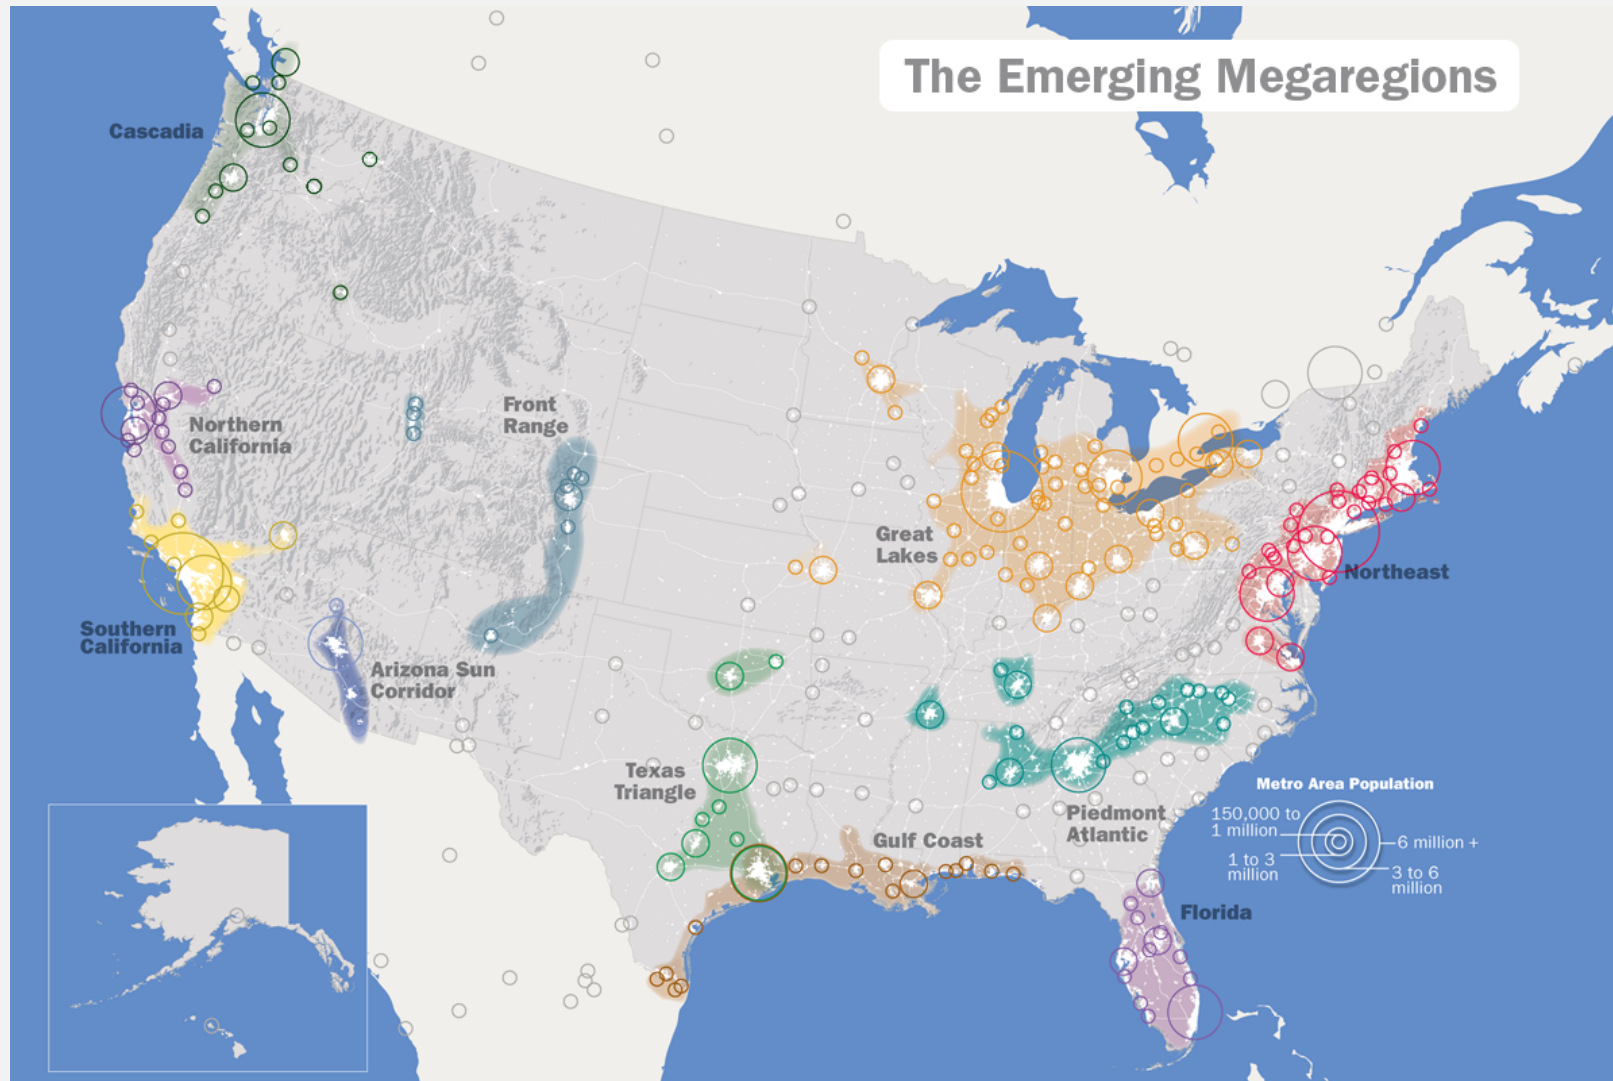 The Emerging Megaregions
Cascadia
Front
Range
Northern
California
Great
Lakes
Northeast
Southern
California
Arizona Sun
Corridor
Texas
Triangle
Metro Area Population
150,000 to
1 million
6 million +
1 to 3
million
3 to 6
million
Piedmont
Atlantic
Gulf Coast
Florida